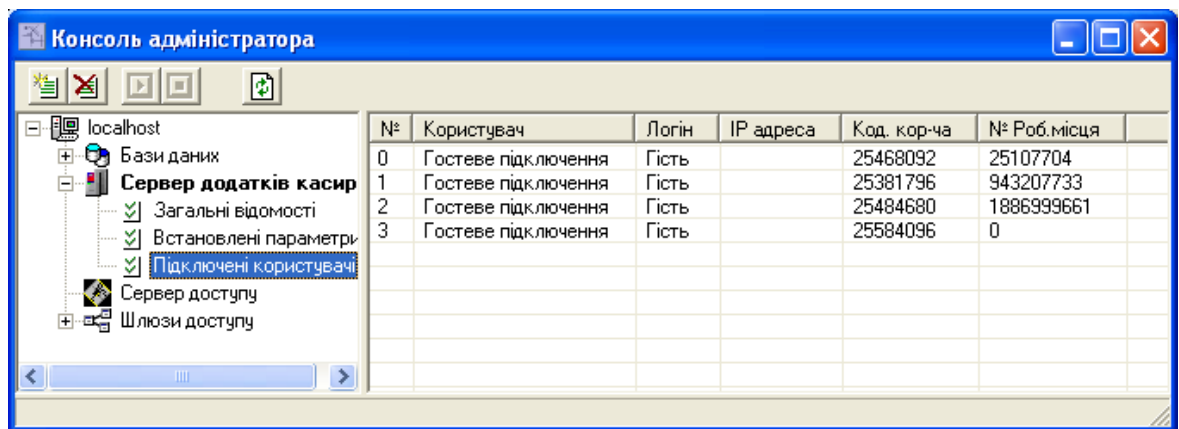 Консоль адміністратора
localhost
Бази даних
Сервер додатків касир
Загальні відомості
Встановлені параметри
Підключені користувачі
Сервер доступу
Шлюзи доступу
№ Користувач Логін IP адреса Код. кор-ча № Роб.місця
0 Гостеве підключення Гість 25468092 25107704
1 Гостеве підключення Гість 25381796 943207733
2 Гостеве підключення Гість 25484680 1886999661
3 Гостеве підключення Гість 25584096 0